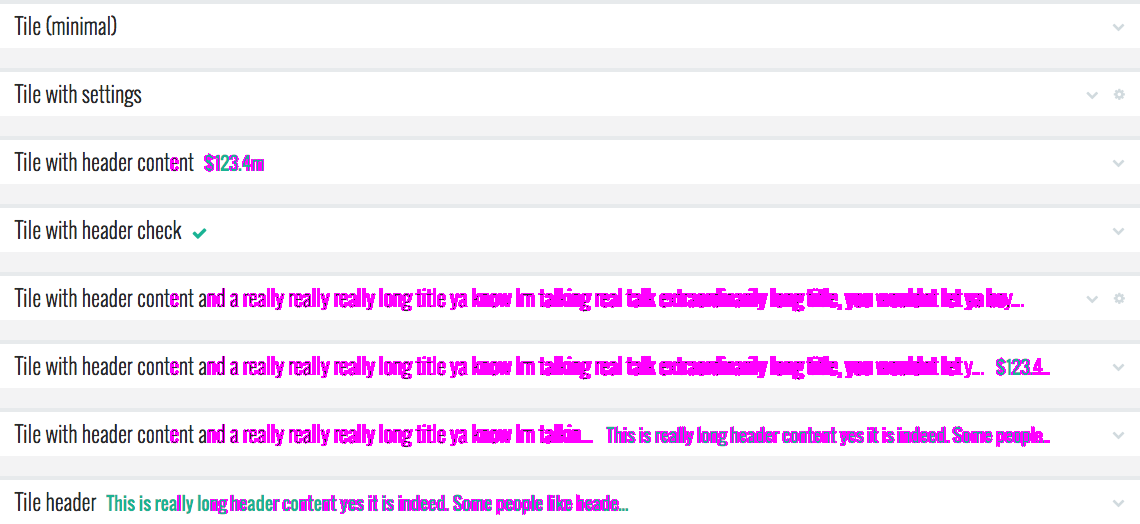 Tile (minimal)
Tile with settings
Tile with header content $123.4m
Tile with header check
Tile with header content and a really really really long title ya know Im talking real talk extraordinarily long title, you wouldnt let ya buy...
Tile with header content and a really really really long title ya know Im talking real talk extraordinarily long title, you wouldnt let y... $123.4...
Tile with header content and a really really really long title ya know Im talkin... This is really long header content yes it is indeed. Some people...
Tile header This is really long header content yes it is indeed. Some people like heade...